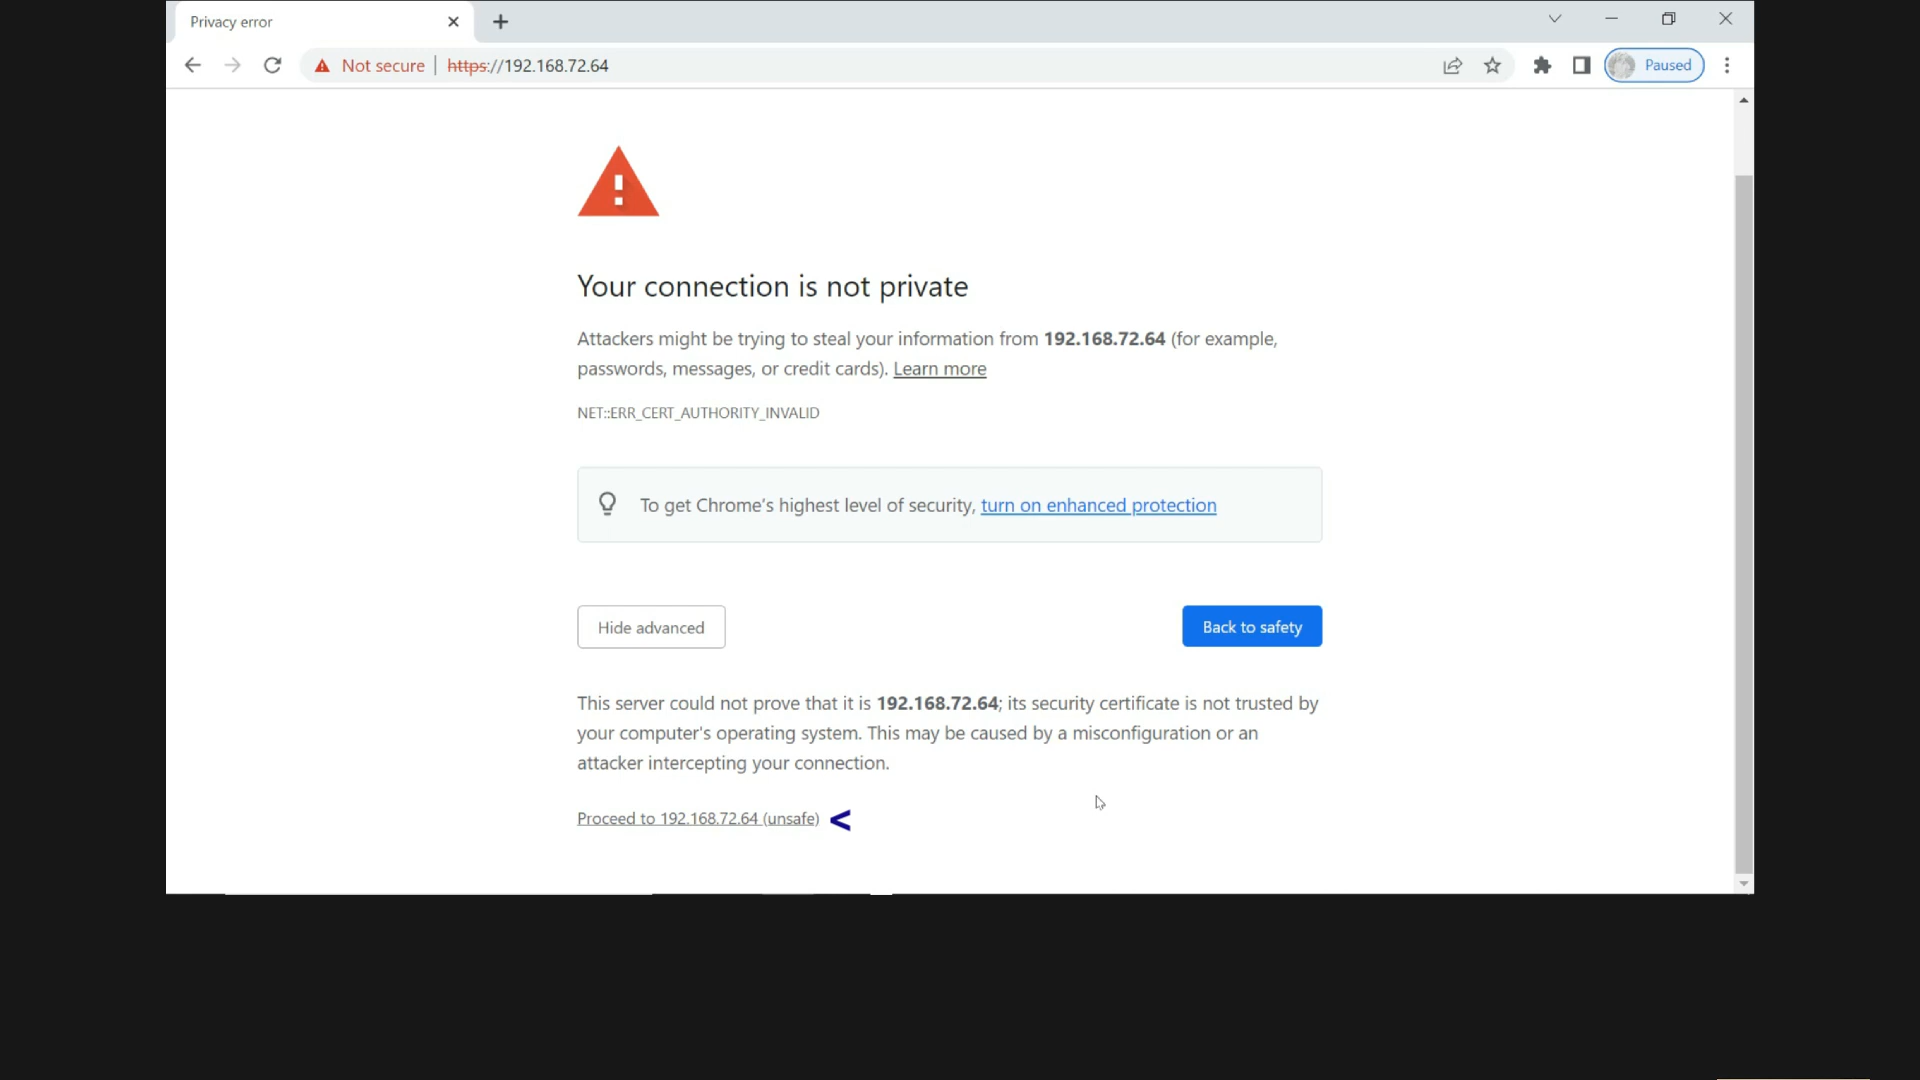 Privacy error
Not secure | https://192.168.72.64
Paused
Your connection is not private
Attackers might be trying to steal your information from 192.168.72.64 (for example,
passwords, messages, or credit cards). Learn more
NET::ERR_CERT_AUTHORITY_INVALID
To get Chrome's highest level of security, turn on enhanced protection
Hide advanced
Back to safety
This server could not prove that it is 192.168.72.64; its security certificate is not trusted by
your computer's operating system. This may be caused by a misconfiguration or an
attacker intercepting your connection.
Proceed to 192.168.72.64 (unsafe) <